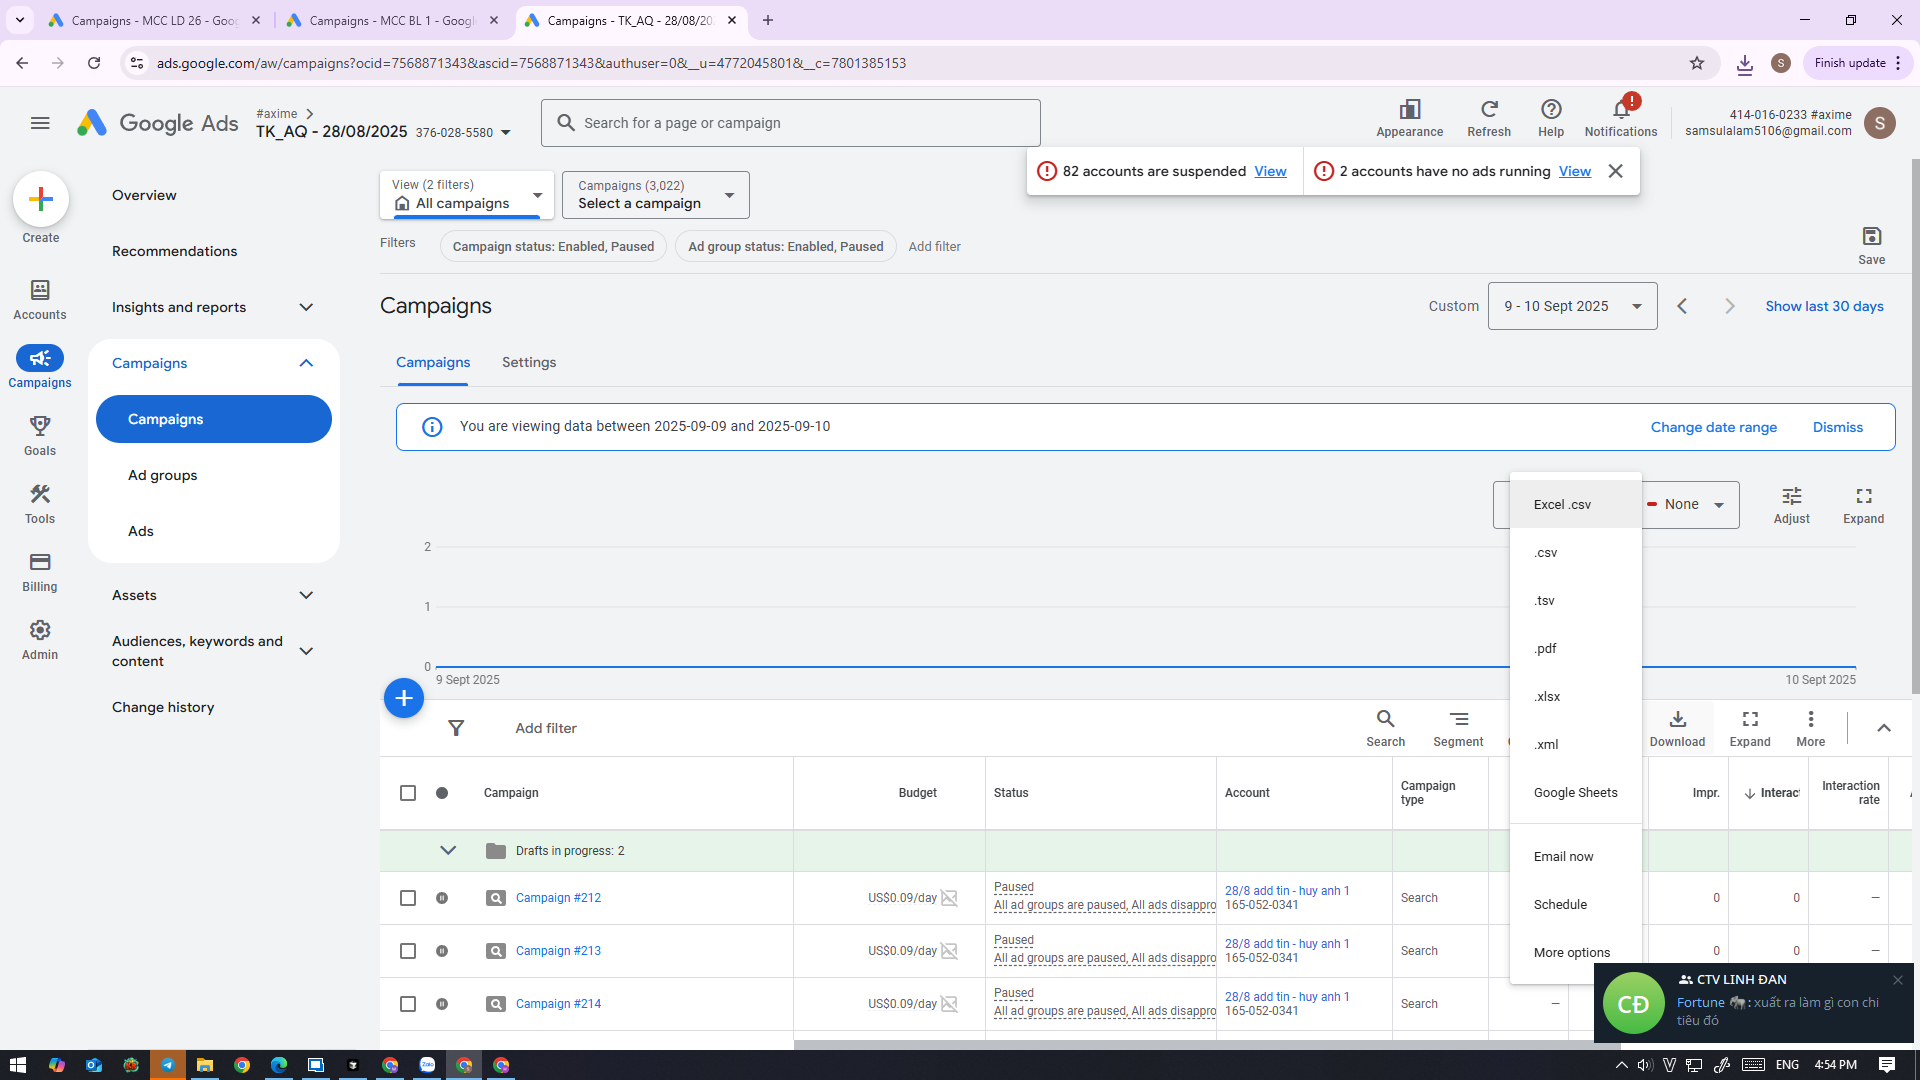 Campaigns - MCC LD 26 - Goog
Campaigns - MCC BL 1 - Google
Campaigns - TK_AQ - 28/08/202
ads.google.com/aw/campaigns?ocid=7568871343&ascid=7568871343&authuser=0&__u=4772045801&__c=7801385153
S
Finish update
Google Ads
#axime
TK_AQ - 28/08/2025 376-028-5580
Search for a page or campaign
Appearance
Refresh
Help
Notifications
414-016-0233 #axime
samsulalam5106@gmail.com
S
82 accounts are suspended View
2 accounts have no ads running View
Create
Accounts
Campaigns
Goals
Tools
Billing
Admin
Overview
Recommendations
Insights and reports
Campaigns
Campaigns
Ad groups
Ads
Assets
Audiences, keywords and
content
Change history
View (2 filters)
All campaigns
Campaigns (3,022)
Select a campaign
Filters
Campaign status: Enabled, Paused
Ad group status: Enabled, Paused
Add filter
Save
Campaigns
Custom
9 - 10 Sept 2025
Show last 30 days
Campaigns
Settings
You are viewing data between 2025-09-09 and 2025-09-10
Change date range
Dismiss
None
Adjust
Expand
2
1
0
9 Sept 2025
10 Sept 2025
Excel .csv
.csv
.tsv
.pdf
.xlsx
.xml
Google Sheets
Email now
Schedule
More options
Add filter
Search
Segment
Download
Expand
More
Campaign
Budget
Status
Account
Campaign
type
Impr.
Interact
Interaction
rate
Drafts in progress: 2
Campaign #212
US$0.09/day
Paused
All ad groups are paused, All ads disappro
28/8 add tin - huy anh 1
165-052-0341
Search
0
0
—
Campaign #213
US$0.09/day
Paused
All ad groups are paused, All ads disappro
28/8 add tin - huy anh 1
165-052-0341
Search
0
0
—
Campaign #214
US$0.09/day
Paused
All ad groups are paused, All ads disappro
28/8 add tin - huy anh 1
165-052-0341
Search
—
CĐ
CTV LINH ĐAN
Fortune 🐘: xuất ra làm gì con chi
tiêu đó
Zalo
ENG
4:54 PM